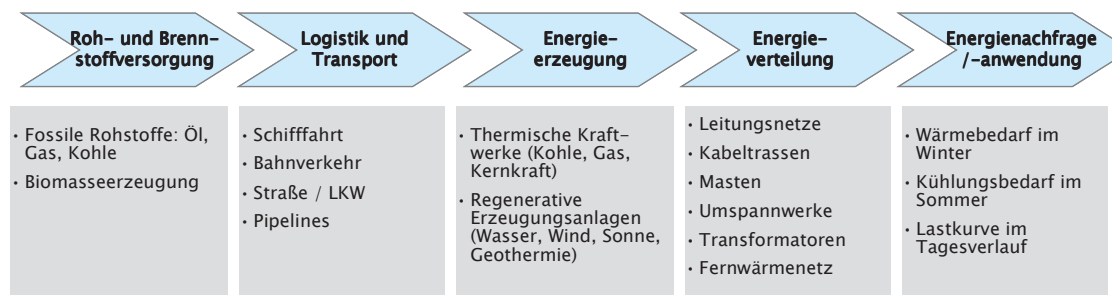 Roh- und Brenn-
stoffversorgung
Logistik und
Transport
Energie-
erzeugung
Energie-
verteilung
Energienachfrage
/-anwendung
· Fossile Rohstoffe: Öl,
Gas, Kohle
· Biomasseerzeugung
· Schifffahrt
· Bahnverkehr
· Straße / LKW
· Pipelines
· Thermische Kraft-
werke (Kohle, Gas,
Kernkraft)
· Regenerative
Erzeugungsanlagen
(Wasser, Wind, Sonne,
Geothermie)
· Leitungsnetze
· Kabeltrassen
· Masten
· Umspannwerke
· Transformatoren
· Fernwärmenetz
· Wärmebedarf im
Winter
· Kühlungsbedarf im
Sommer
· Lastkurve im
Tagesverlauf